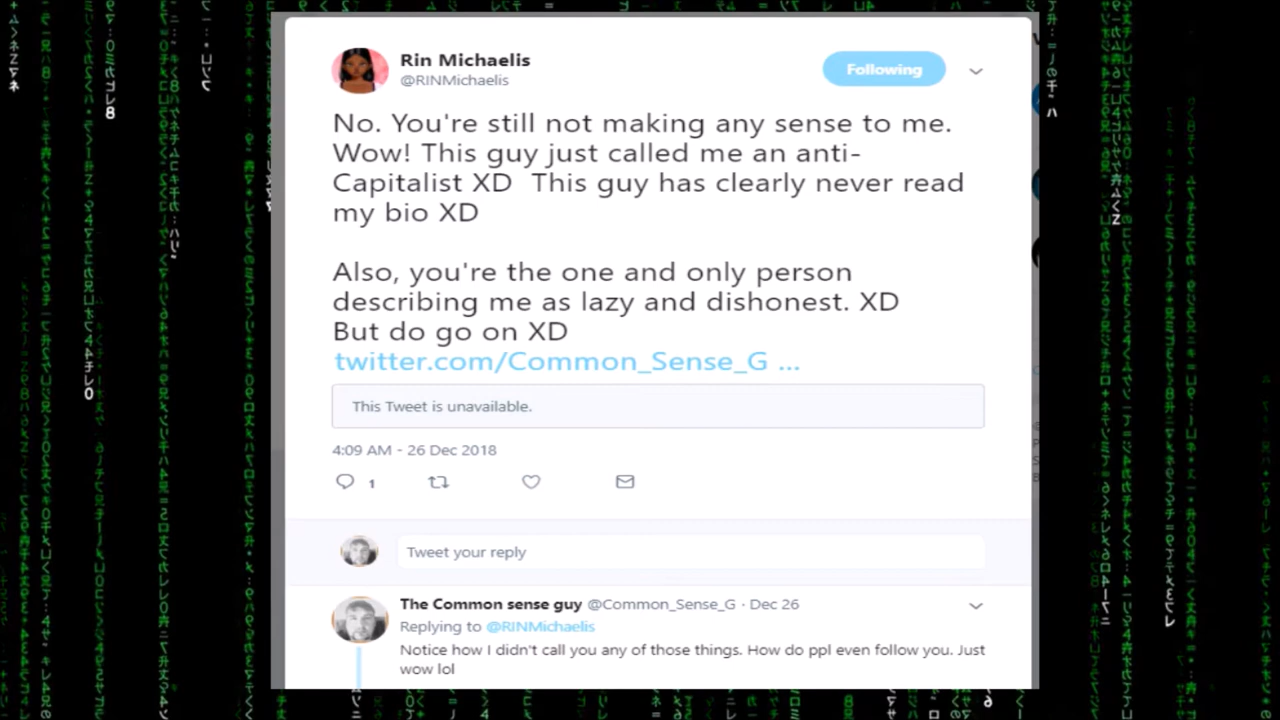 Rin Michaelis
@RINMichaelis
Following
No. You're still not making any sense to me.
Wow! This guy just called me an anti-
Capitalist XD  This guy has clearly never read
my bio XD
Also, you're the one and only person
describing me as lazy and dishonest. XD
But do go on XD
twitter.com/Common_Sense_G ...
This Tweet is unavailable.
4:09 AM - 26 Dec 2018
1
Tweet your reply
The Common sense guy @Common_Sense_G · Dec 26
Replying to @RINMichaelis
Notice how I didn't call you any of those things. How do ppl even follow you. Just
wow lol